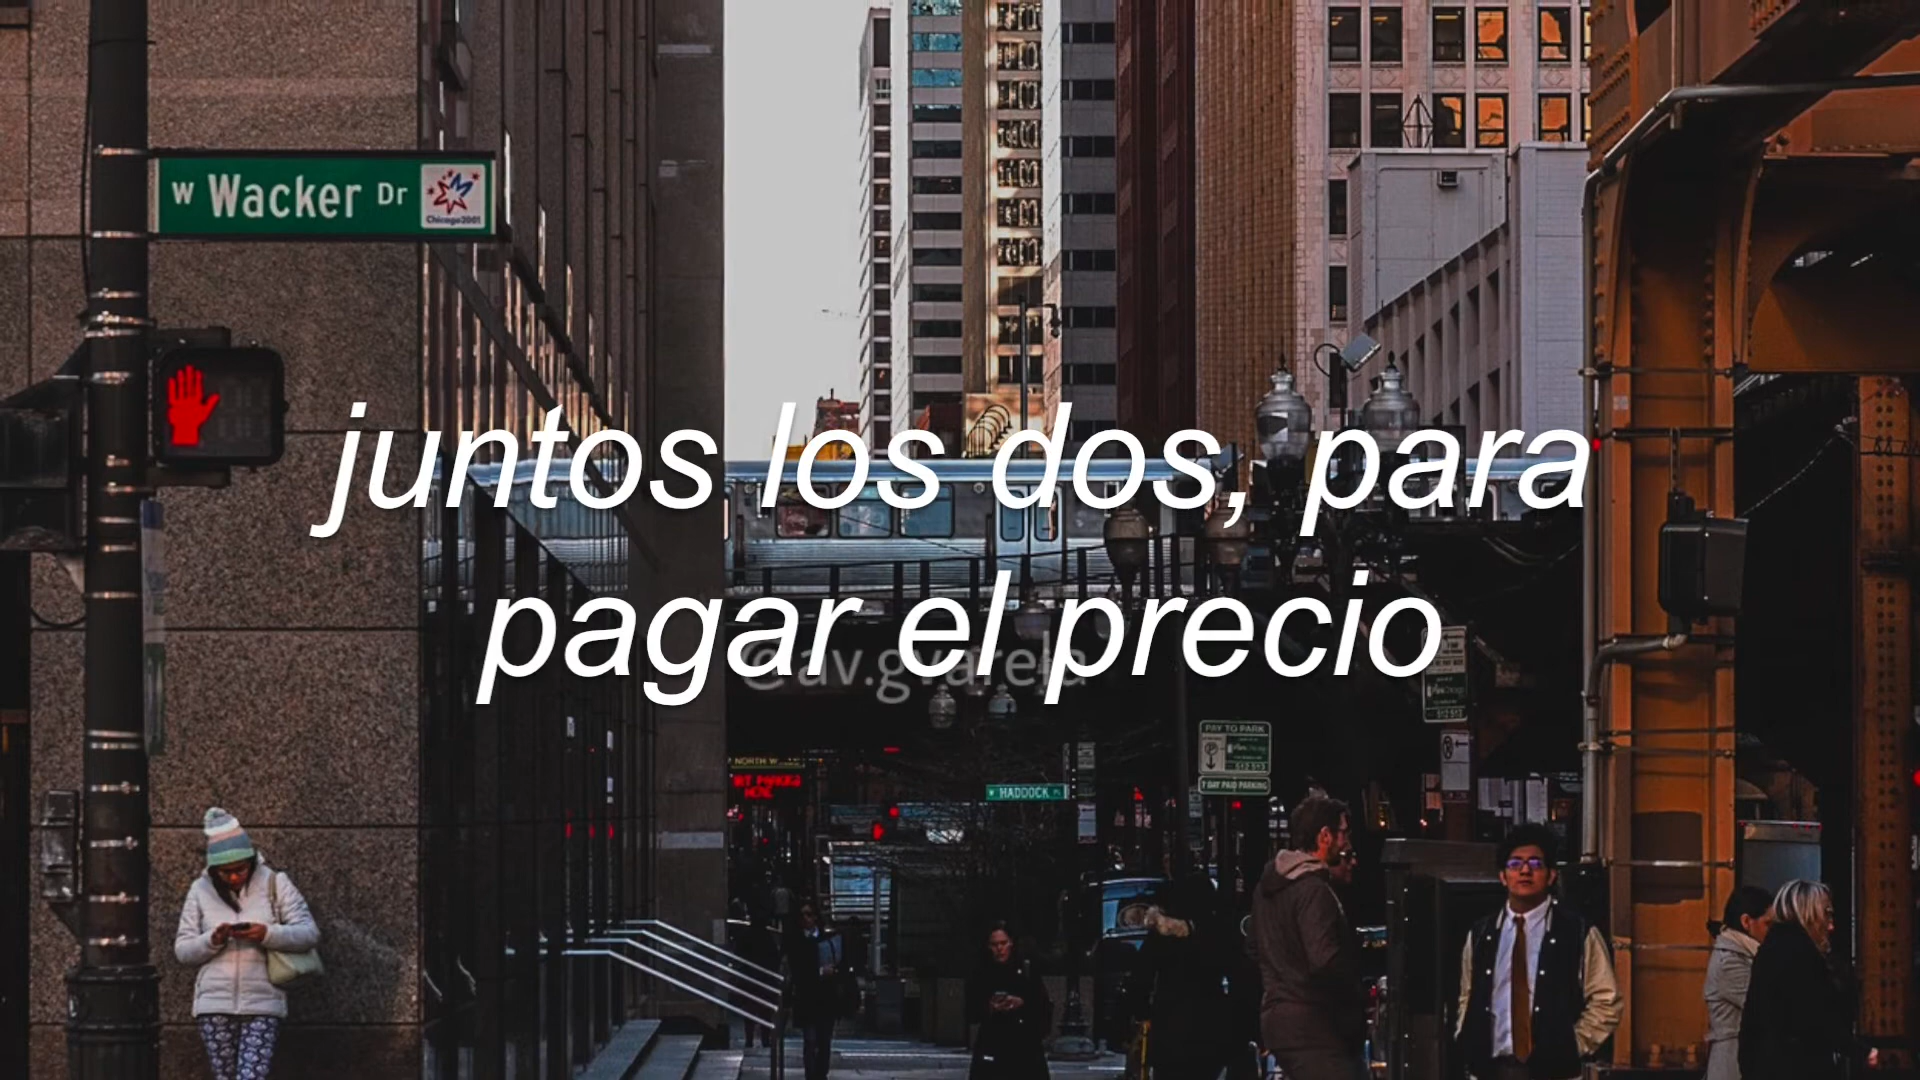 W Wacker Dr
Chicago2001
juntos los dos, para
pagar el precio
@av.gvarela
PAY TO PARK
7 DAY PAID PARKING
W HADDOCK PL